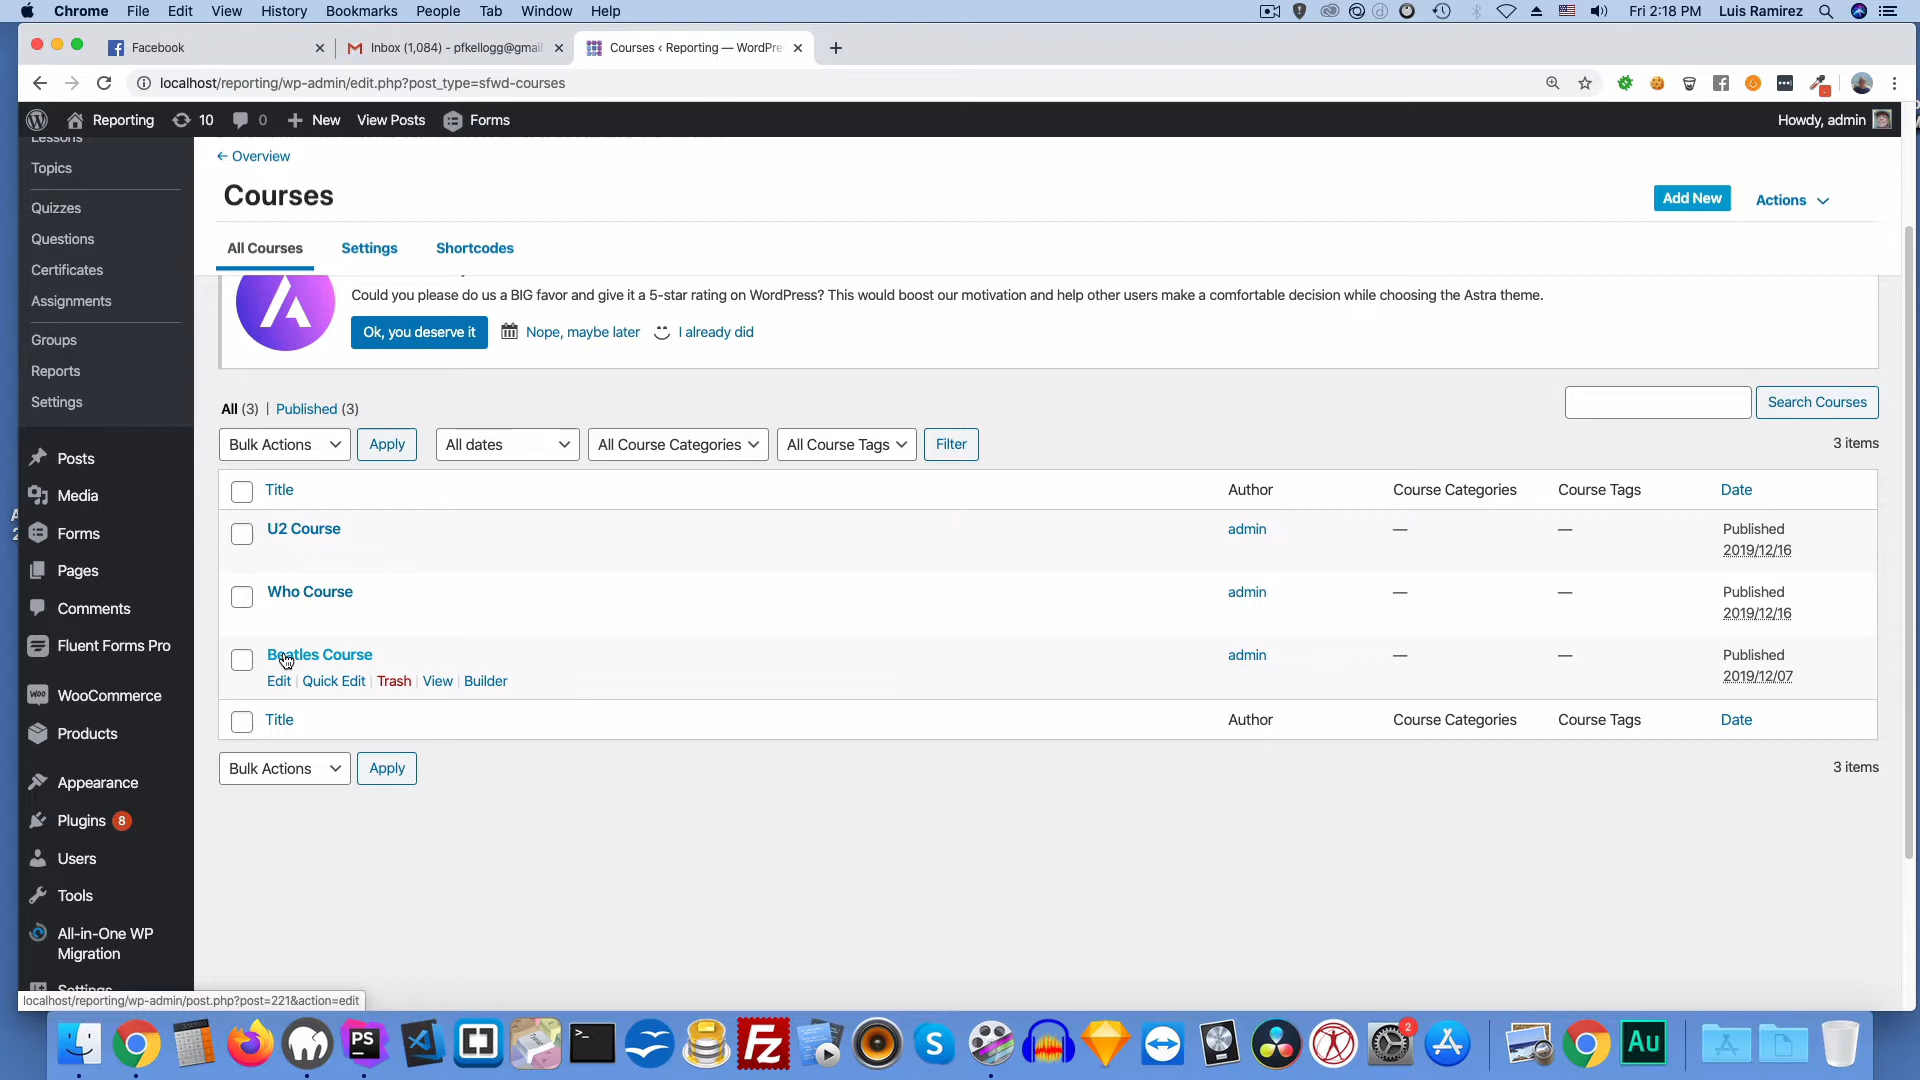 Chrome File Edit View History Bookmarks People Tab Window Help Fri 2:18 PM Luis Ramirez
Facebook
Inbox (1,084) - pfkellogg@gmai
Courses ‹ Reporting — WordPre
localhost/reporting/wp-admin/edit.php?post_type=sfwd-courses
Reporting 10 0 New View Posts Forms Howdy, admin
Lessons
Topics
Quizzes
Questions
Certificates
Assignments
Groups
Reports
Settings
Posts
Media
Forms
Pages
Comments
Fluent Forms Pro
WooCommerce
Products
Appearance
Plugins 8
Users
Tools
All-in-One WP
Migration
Settings
← Overview
Courses
Add New
Actions
All Courses Settings Shortcodes
Could you please do us a BIG favor and give it a 5-star rating on WordPress? This would boost our motivation and help other users make a comfortable decision while choosing the Astra theme.
Ok, you deserve it Nope, maybe later I already did
All (3) | Published (3)
Search Courses
Bulk Actions Apply All dates All Course Categories All Course Tags Filter
3 items
Title Author Course Categories Course Tags Date
U2 Course admin — — Published
2019/12/16
Who Course admin — — Published
2019/12/16
Beatles Course admin — — Published
2019/12/07
Edit | Quick Edit | Trash | View | Builder
Title Author Course Categories Course Tags Date
Bulk Actions Apply
3 items
localhost/reporting/wp-admin/post.php?post=221&action=edit
PS
S
2
Au